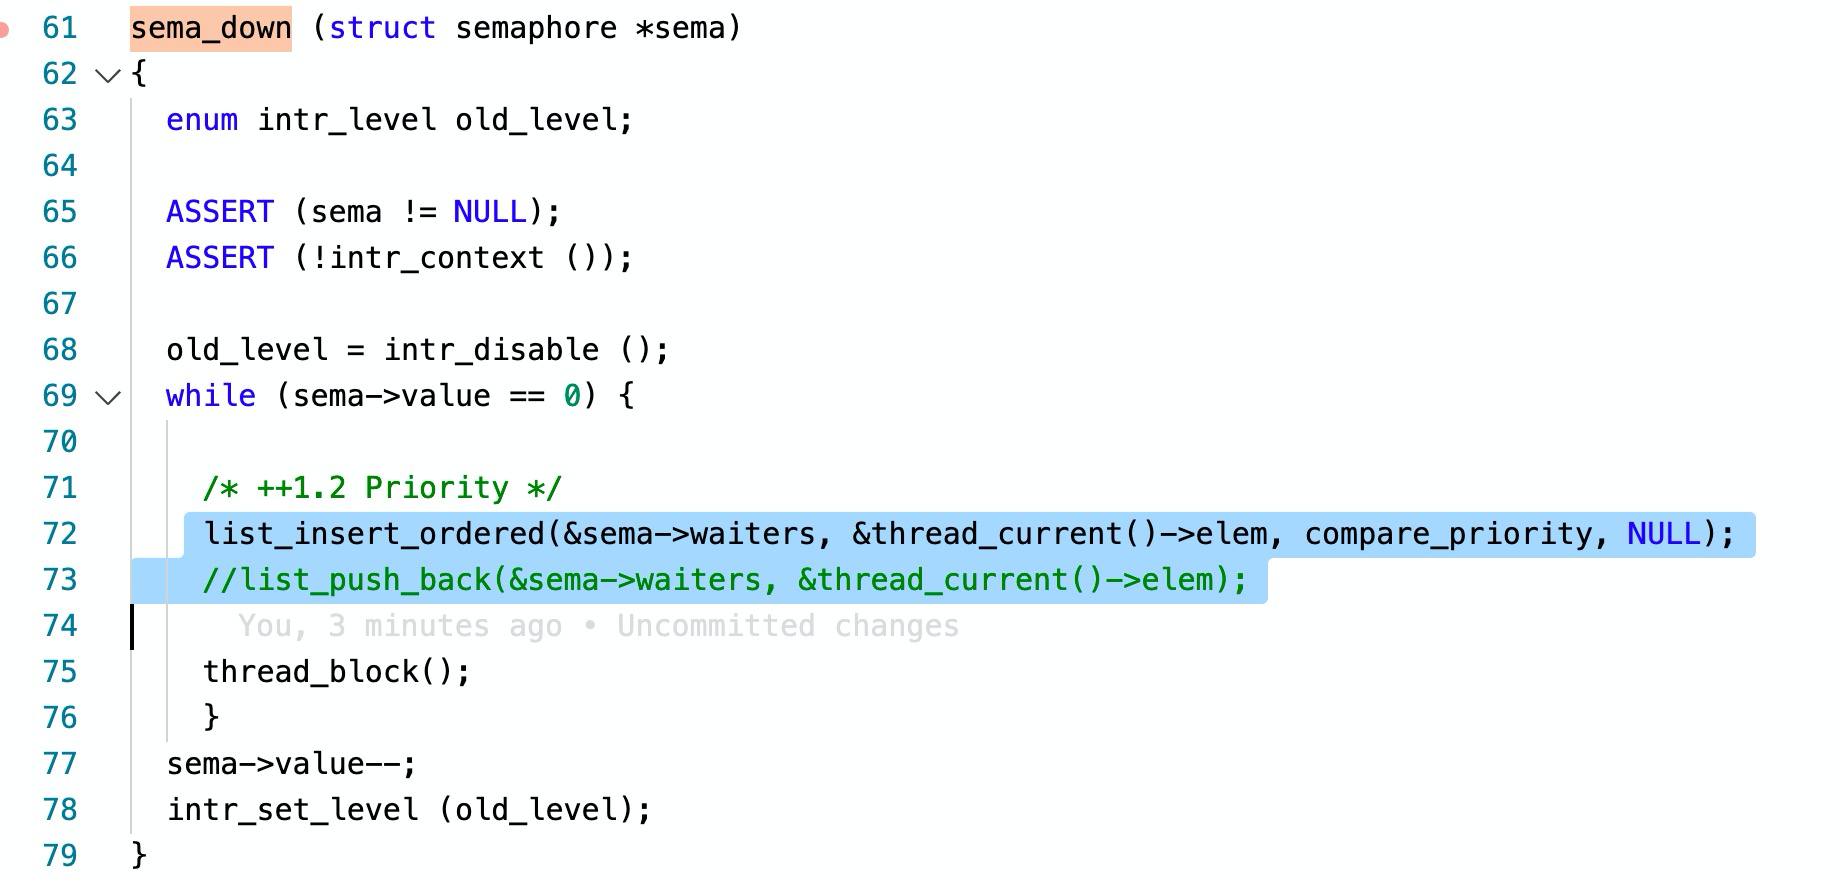 61 sema_down (struct semaphore *sema)
62 {
63 enum intr_level old_level;
64
65 ASSERT (sema != NULL);
66 ASSERT (!intr_context ());
67
68 old_level = intr_disable ();
69 while (sema->value == 0) {
70
71 /* ++1.2 Priority */
72 list_insert_ordered(&sema->waiters, &thread_current()->elem, compare_priority, NULL);
73 //list_push_back(&sema->waiters, &thread_current()->elem);
74 You, 3 minutes ago • Uncommitted changes
75 thread_block();
76 }
77 sema->value--;
78 intr_set_level (old_level);
79 }